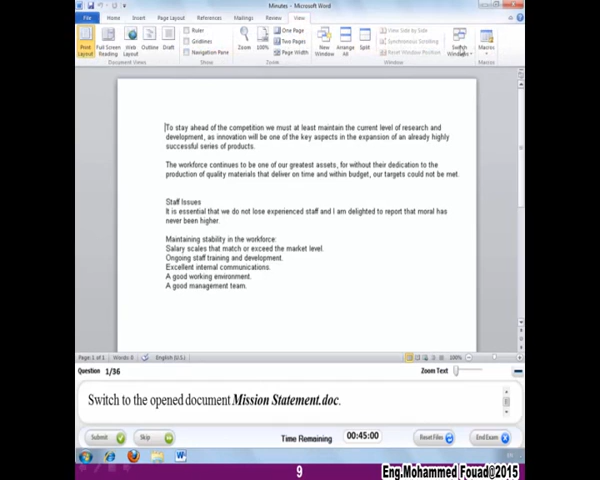 Minutes - Microsoft Word
File Home Insert Page Layout References Mailings Review View
Print Layout Full Screen Reading Web Layout Outline Draft
Ruler
Gridlines
Navigation Pane
Zoom 100%
One Page
Two Pages
Page Width
New Window Arrange All Split
View Side by Side
Synchronous Scrolling
Reset Window Position
Switch Windows Macros
Document Views Show Zoom Window Macros
To stay ahead of the competition we must at least maintain the current level of research and
development, as innovation will be one of the key aspects in the expansion of an already highly
successful series of products.
The workforce continues to be one of our greatest assets, for without their dedication to the
production of quality materials that deliver on time and within budget, our targets could not be met.
Staff Issues
It is essential that we do not lose experienced staff and I am delighted to report that moral has
never been higher.
Maintaining stability in the workforce:
Salary scales that match or exceed the market level.
Ongoing staff training and development.
Excellent internal communications.
A good working environment.
A good management team.
Page: 1 of 1 Words: 8 English (U.S.) 100%
Question 1/36 Zoom Text
Switch to the opened document Mission Statement.doc.
Submit Skip Time Remaining 00:45:00 Reset Files End Exam
EN
9 Eng.Mohammed Fouad@2015